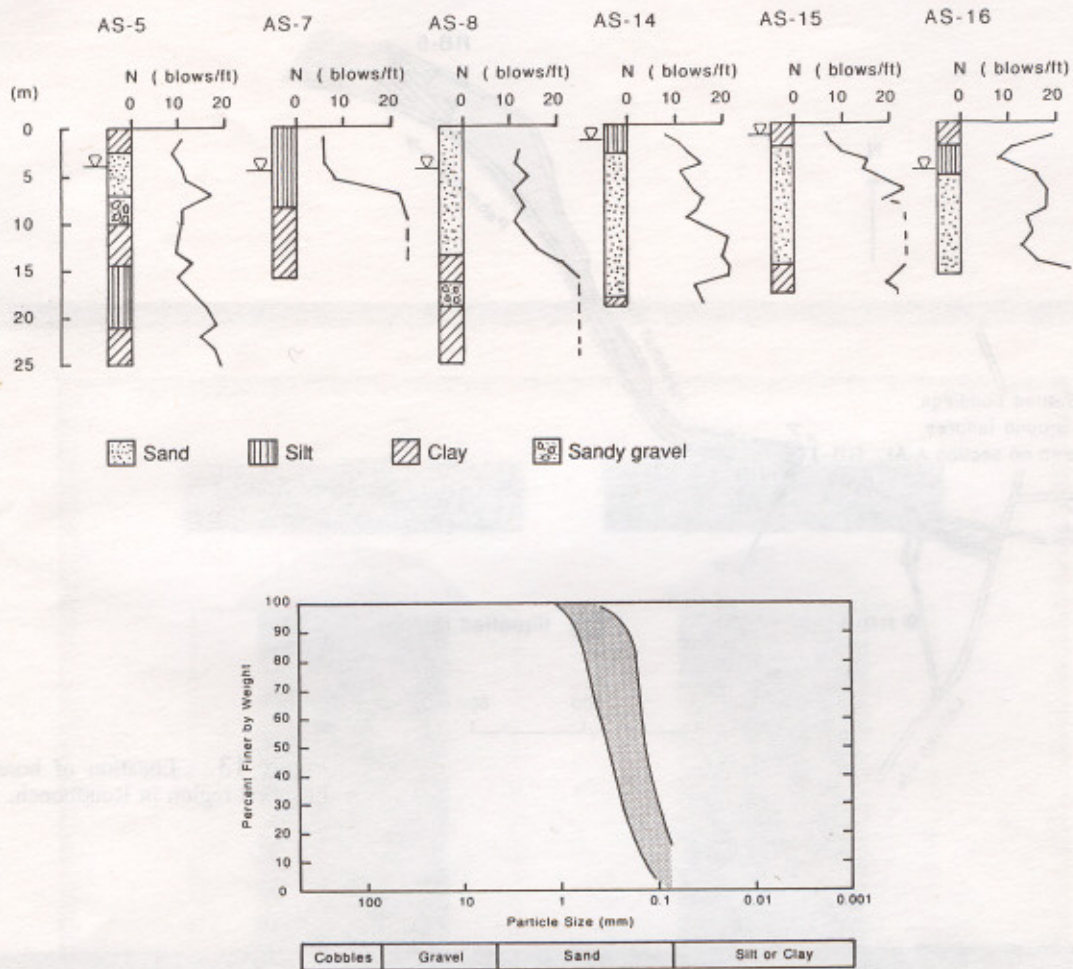 AS-5 AS-7 AS-8 AS-14 AS-15 AS-16
N ( blows/ft) N ( blows/ft) N ( blows/ft) N ( blows/ft) N ( blows/ft) N ( blows/ft)
(m) 0 10 20 0 10 20 0 10 20 0 10 20 0 10 20 0 10 20
0
5
10
15
20
25
Sand Silt Clay Sandy gravel
Percent Finer by Weight
100
90
80
70
60
50
40
30
20
10
0
100 10 1 0.1 0.01 0.001
Particle Size (mm)
Cobbles Gravel Sand Silt or Clay